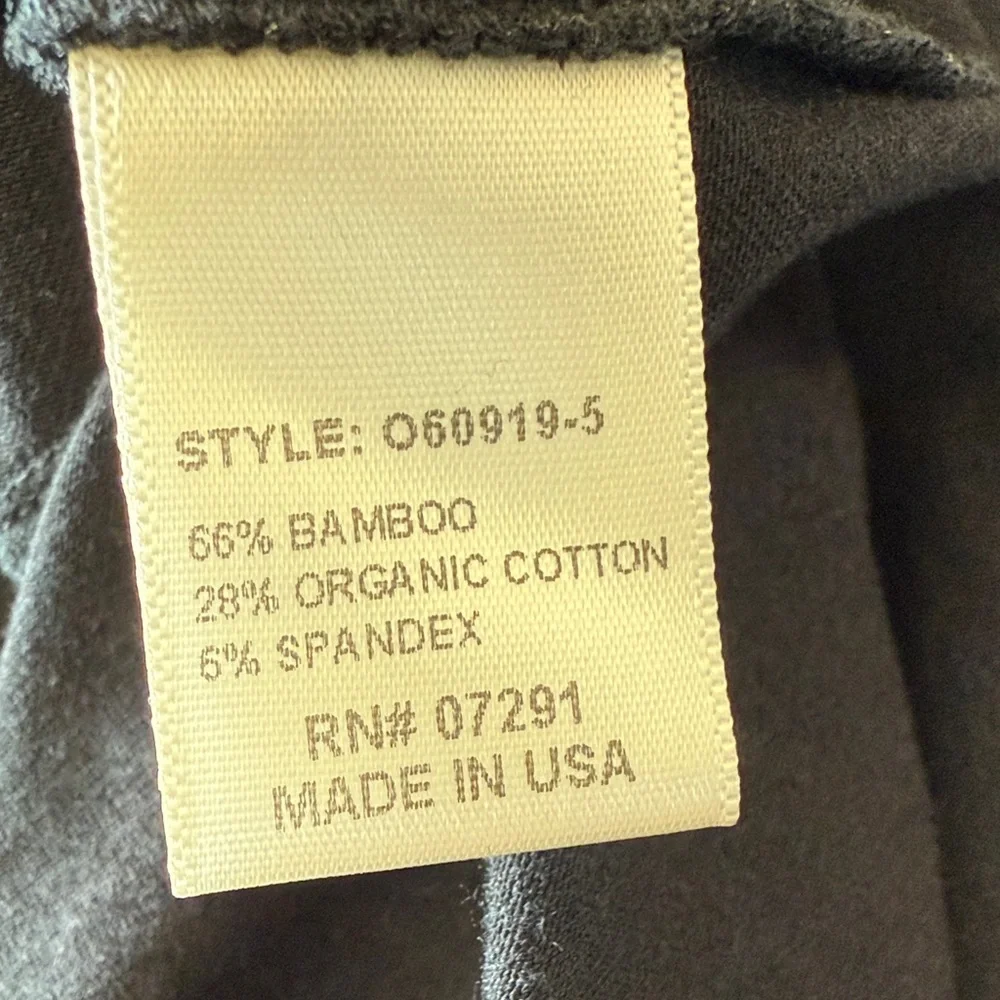 STYLE: O60919-5
66% BAMBOO
28% ORGANIC COTTON
6% SPANDEX
RN# 07291
MADE IN USA